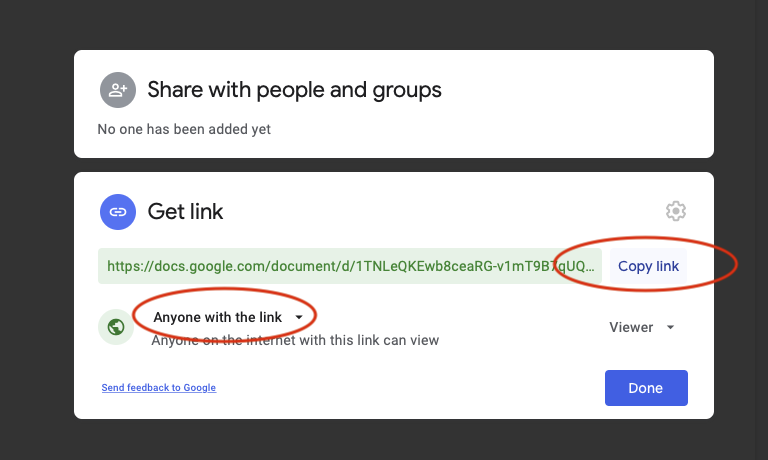 Share with people and groups
No one has been added yet
Get link
https://docs.google.com/document/d/1TNLeQKEwb8ceaRG-v1mT9B7qUQ... Copy link
Anyone with the link
Viewer
Anyone on the internet with this link can view
Send feedback to Google
Done